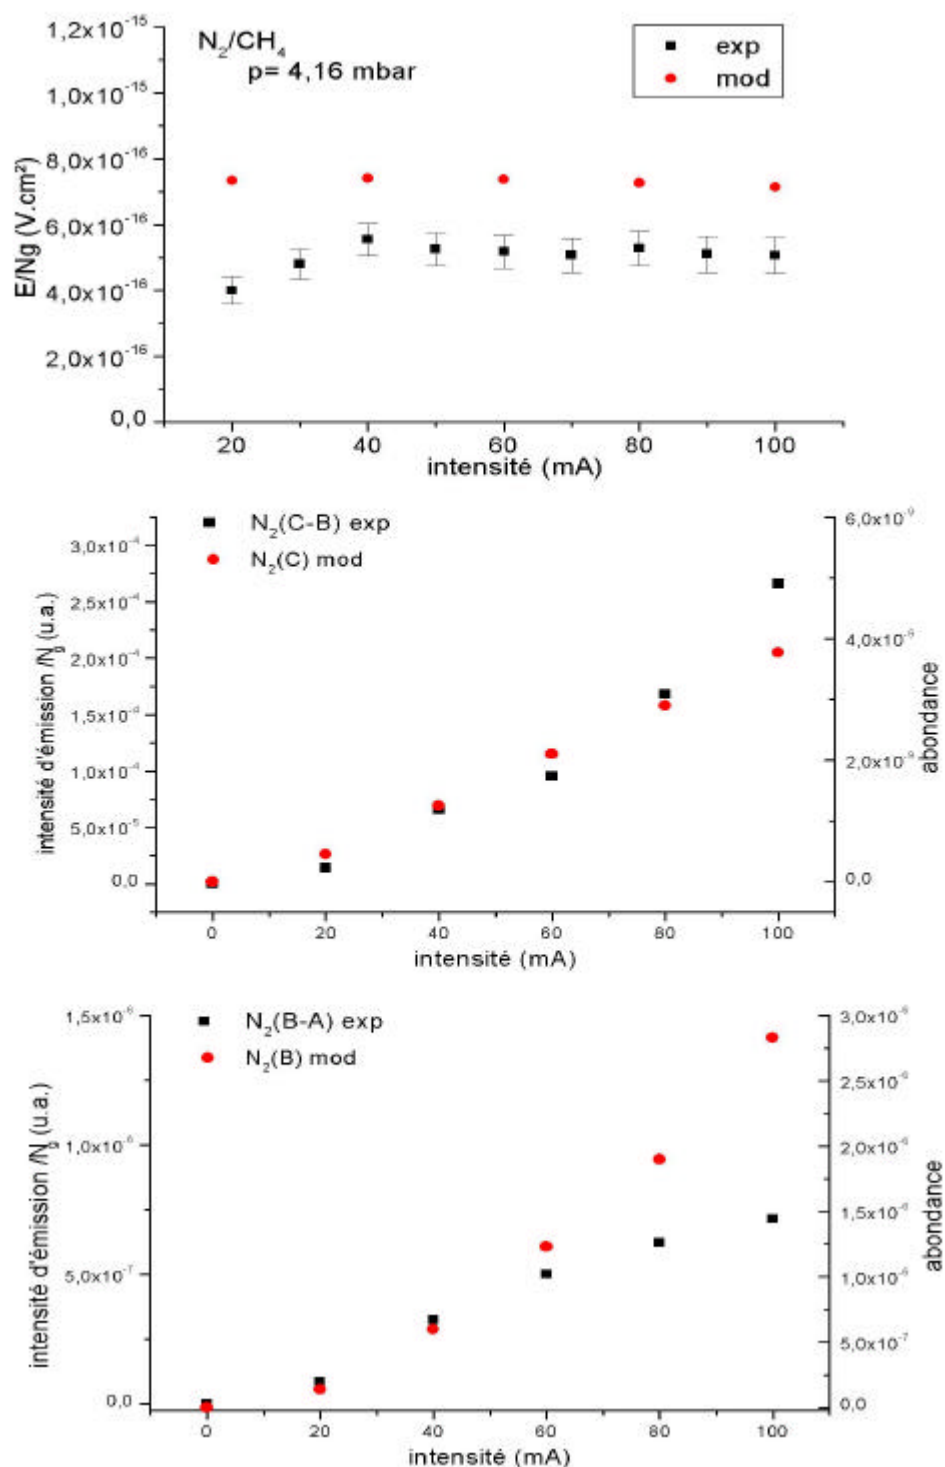 N₂/CH₄
p= 4,16 mbar
exp
mod
1,2x10⁻¹⁵
1,0x10⁻¹⁵
8,0x10⁻¹⁶
6,0x10⁻¹⁶
4,0x10⁻¹⁶
2,0x10⁻¹⁶
0,0
E/Ng (V.cm²)
20 40 60 80 100
intensité (mA)
N₂(C-B) exp
N₂(C) mod
3,0x10⁻⁴
2,5x10⁻⁴
2,0x10⁻⁴
1,5x10⁻⁴
1,0x10⁻⁴
5,0x10⁻⁵
0,0
intensité d'émission /N_g (u.a.)
6,0x10⁻⁹
4,0x10⁻⁹
2,0x10⁻⁹
0,0
abondance
0 20 40 60 80 100
intensité (mA)
N₂(B-A) exp
N₂(B) mod
1,5x10⁻⁶
1,0x10⁻⁶
5,0x10⁻⁷
0,0
intensité d'émission /N_g (u.a.)
3,0x10⁻⁶
2,5x10⁻⁶
2,0x10⁻⁶
1,5x10⁻⁶
1,0x10⁻⁶
5,0x10⁻⁷
0,0
abondance
0 20 40 60 80 100
intensité (mA)